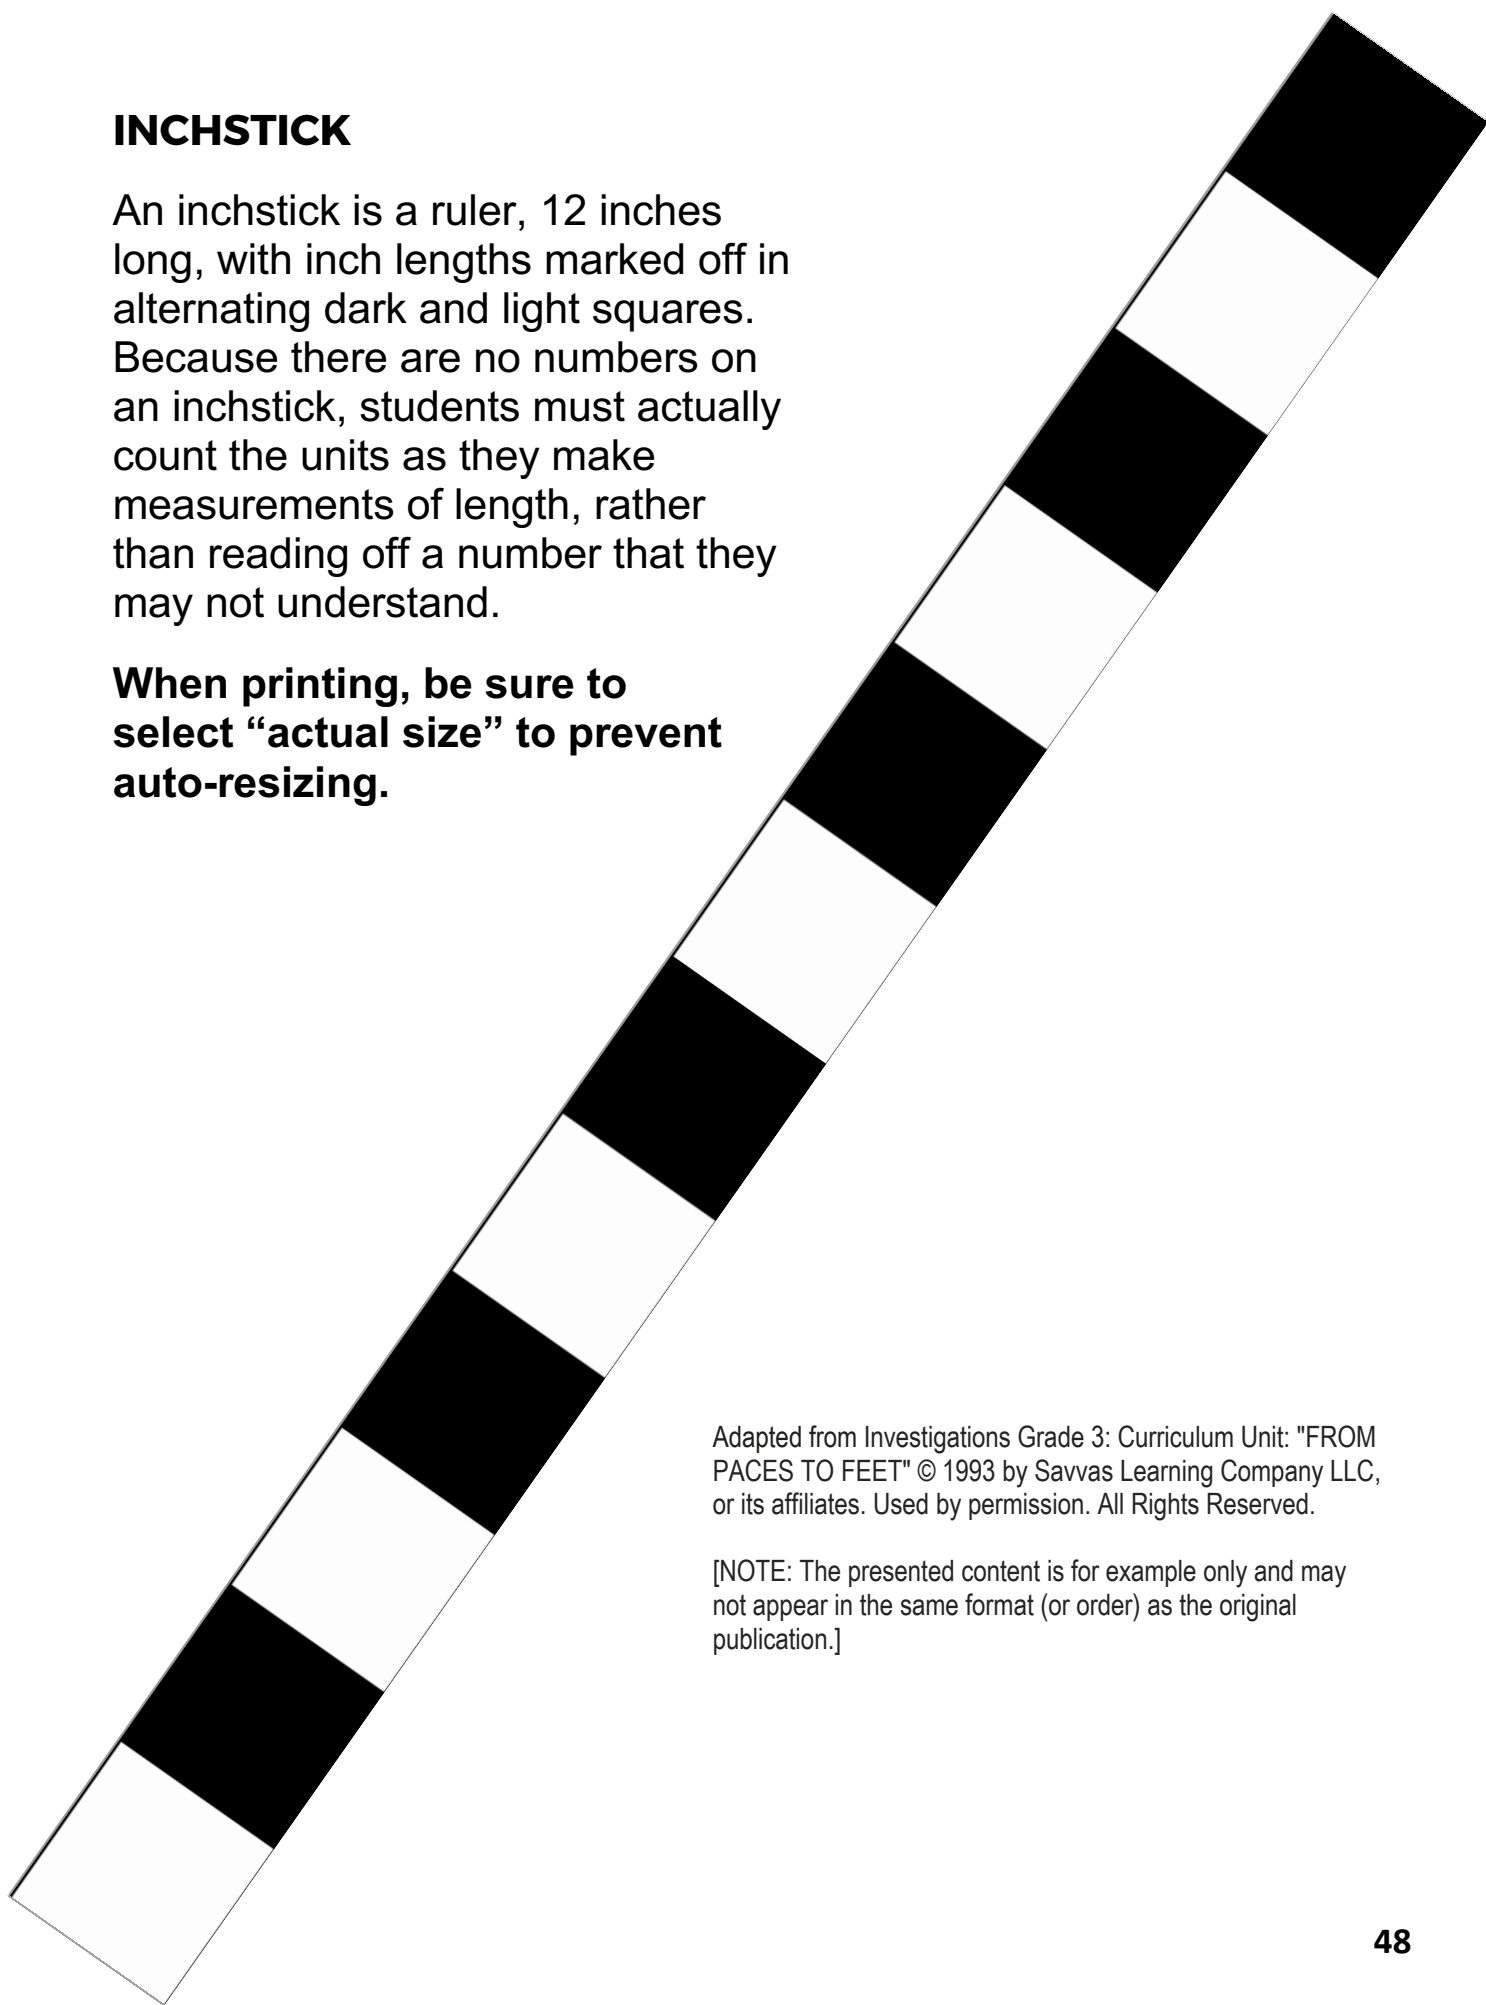 INCHSTICK
An inchstick is a ruler, 12 inches
long, with inch lengths marked off in
alternating dark and light squares.
Because there are no numbers on
an inchstick, students must actually
count the units as they make
measurements of length, rather
than reading off a number that they
may not understand.
When printing, be sure to
select “actual size” to prevent
auto-resizing.
Adapted from Investigations Grade 3: Curriculum Unit: "FROM
PACES TO FEET" © 1993 by Savvas Learning Company LLC,
or its affiliates. Used by permission. All Rights Reserved.
[NOTE: The presented content is for example only and may
not appear in the same format (or order) as the original
publication.]
48